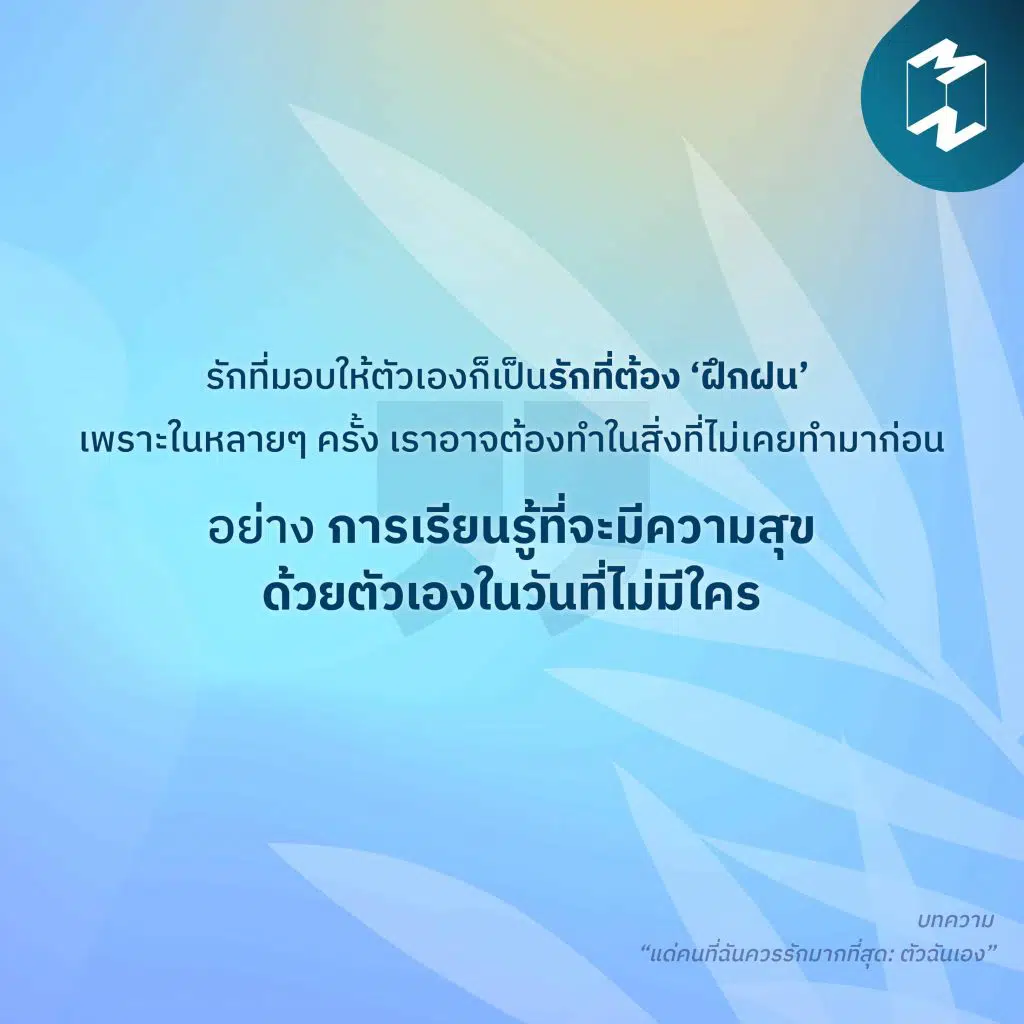 รักที่มอบให้ตัวเองก็เป็นรักที่ต้อง ‘ฝึกฝน’
เพราะในหลายๆ ครั้ง เราอาจต้องทำในสิ่งที่ไม่เคยทำมาก่อน
อย่าง การเรียนรู้ที่จะมีความสุข
ด้วยตัวเองในวันที่ไม่มีใคร
บทความ
“แด่คนที่ฉันควรรักมากที่สุด: ตัวฉันเอง”